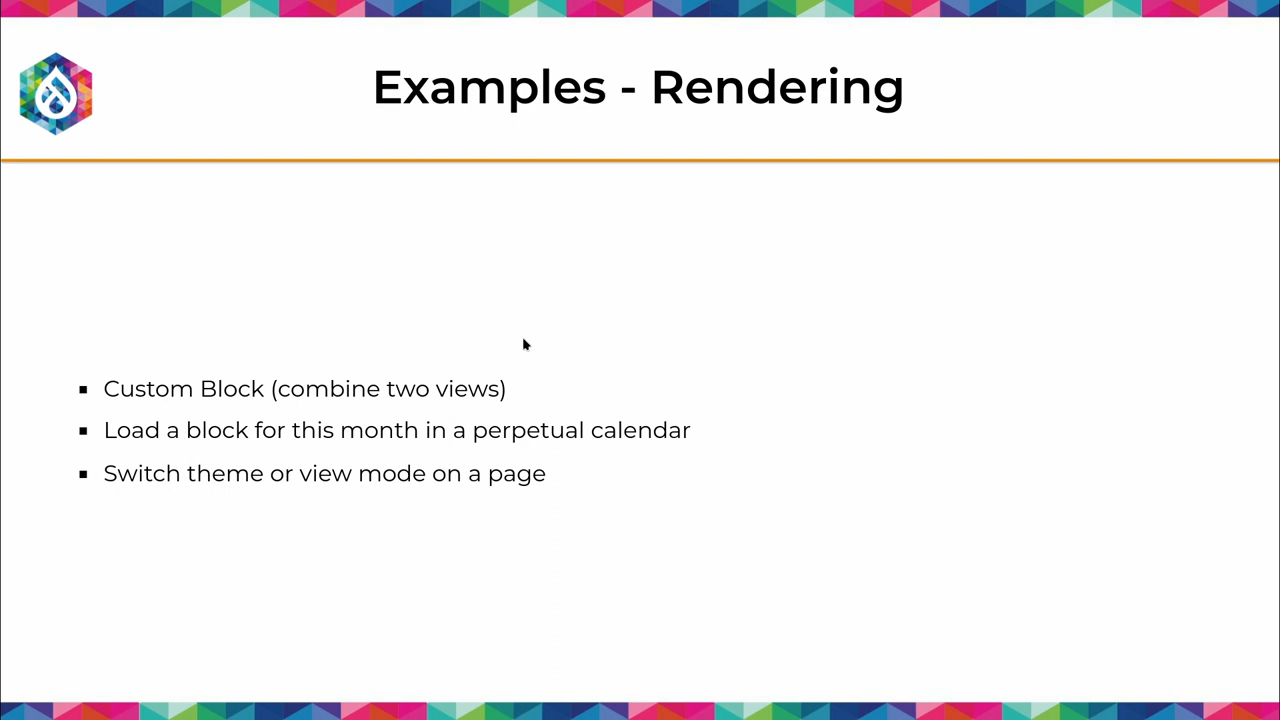 Examples - Rendering
▪ Custom Block (combine two views)
▪ Load a block for this month in a perpetual calendar
▪ Switch theme or view mode on a page